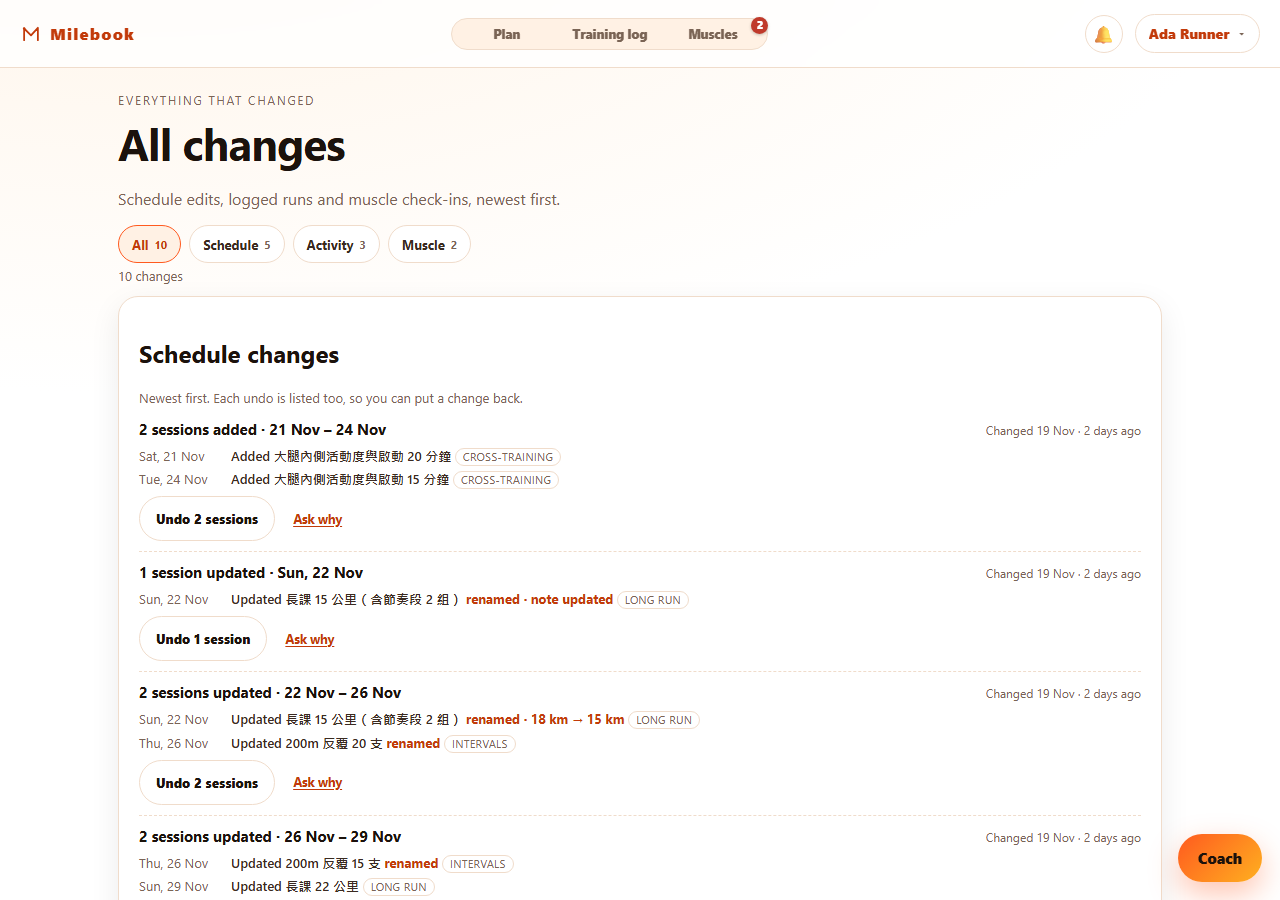 Milebook
Plan
Training log
Muscles
2
Ada Runner
EVERYTHING THAT CHANGED
All changes
Schedule edits, logged runs and muscle check-ins, newest first.
All 10
Schedule 5
Activity 3
Muscle 2
10 changes
Schedule changes
Newest first. Each undo is listed too, so you can put a change back.
2 sessions added · 21 Nov – 24 Nov
Changed 19 Nov · 2 days ago
Sat, 21 Nov Added 大腿內側活動度與啟動 20 分鐘 CROSS-TRAINING
Tue, 24 Nov Added 大腿內側活動度與啟動 15 分鐘 CROSS-TRAINING
Undo 2 sessions
Ask why
1 session updated · Sun, 22 Nov
Changed 19 Nov · 2 days ago
Sun, 22 Nov Updated 長課 15 公里（含節奏段 2 組） renamed · note updated LONG RUN
Undo 1 session
Ask why
2 sessions updated · 22 Nov – 26 Nov
Changed 19 Nov · 2 days ago
Sun, 22 Nov Updated 長課 15 公里（含節奏段 2 組） renamed · 18 km → 15 km LONG RUN
Thu, 26 Nov Updated 200m 反覆 20 支 renamed INTERVALS
Undo 2 sessions
Ask why
2 sessions updated · 26 Nov – 29 Nov
Changed 19 Nov · 2 days ago
Thu, 26 Nov Updated 200m 反覆 15 支 renamed INTERVALS
Sun, 29 Nov Updated 長課 22 公里 LONG RUN
Coach